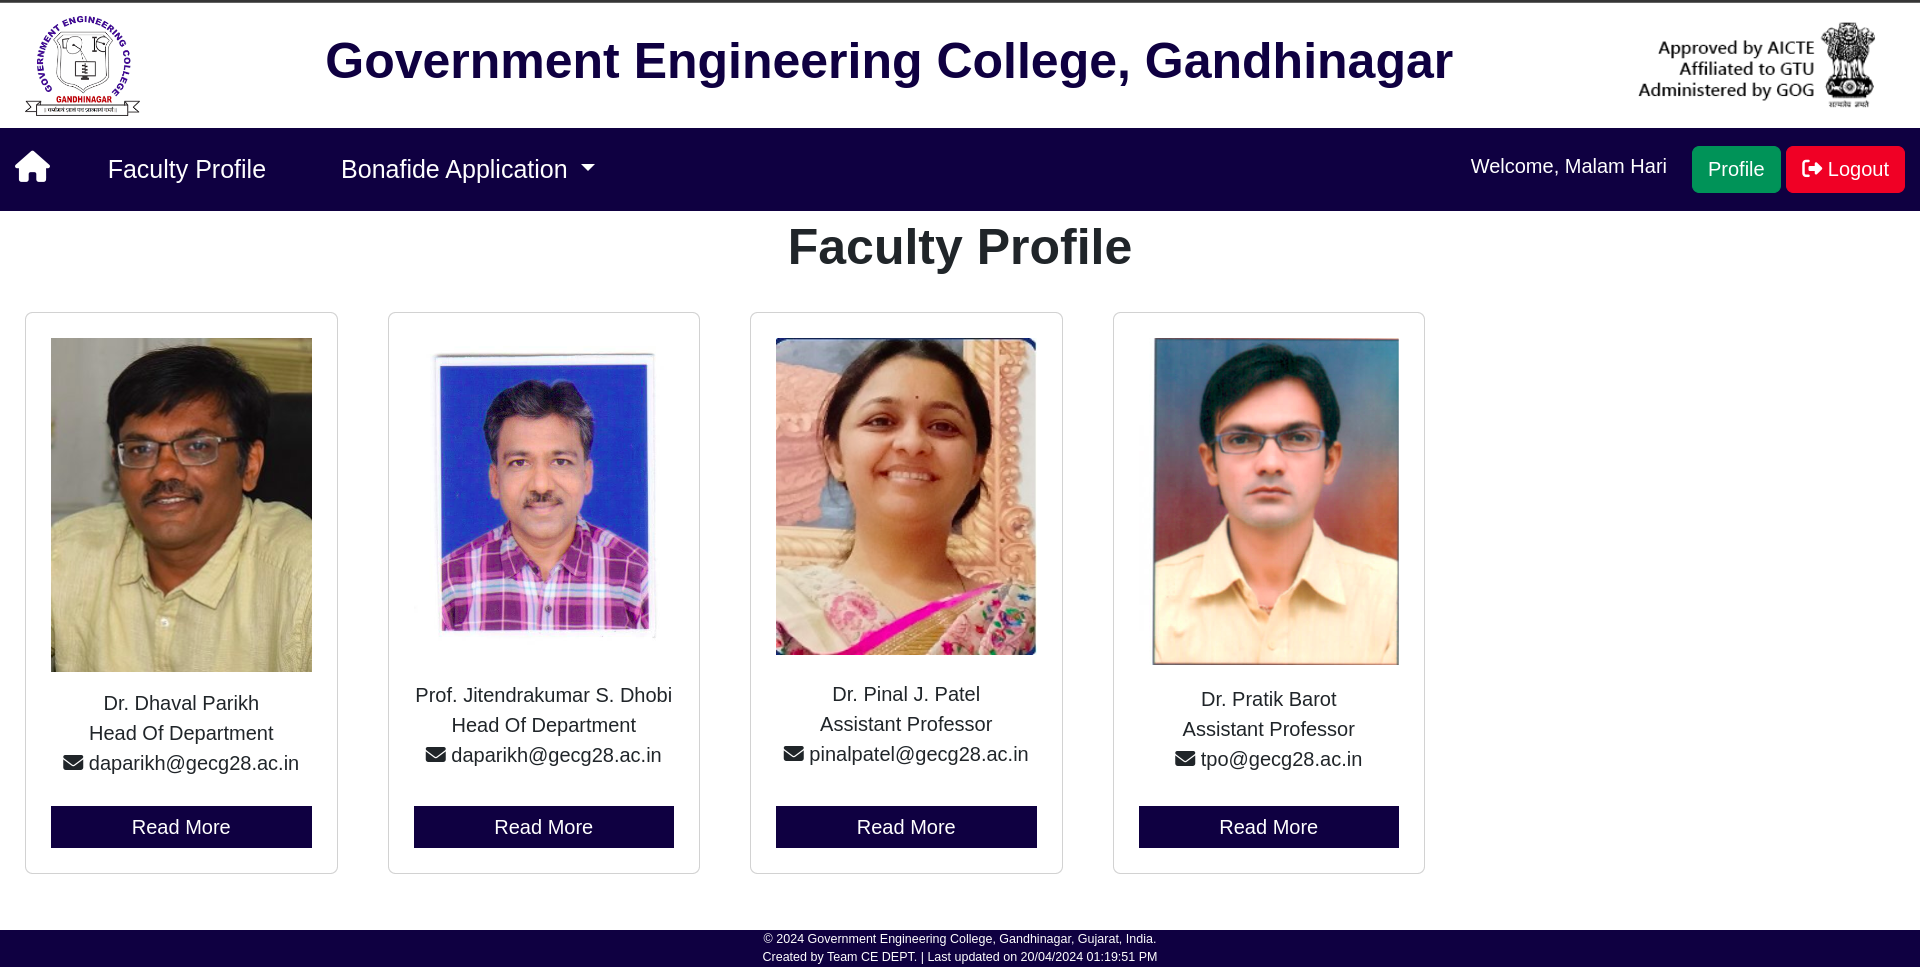 GOVERNMENT ENGINEERING COLLEGE
GANDHINAGAR
Government Engineering College, Gandhinagar
Approved by AICTE
Affiliated to GTU
Administered by GOG
सत्यमेव जयते
Faculty Profile
Bonafide Application
Welcome, Malam Hari
Profile
Logout
Faculty Profile
Dr. Dhaval Parikh
Head Of Department
daparikh@gecg28.ac.in
Read More
Prof. Jitendrakumar S. Dhobi
Head Of Department
daparikh@gecg28.ac.in
Read More
Dr. Pinal J. Patel
Assistant Professor
pinalpatel@gecg28.ac.in
Read More
Dr. Pratik Barot
Assistant Professor
tpo@gecg28.ac.in
Read More
© 2024 Government Engineering College, Gandhinagar, Gujarat, India.
Created by Team CE DEPT. | Last updated on 20/04/2024 01:19:51 PM